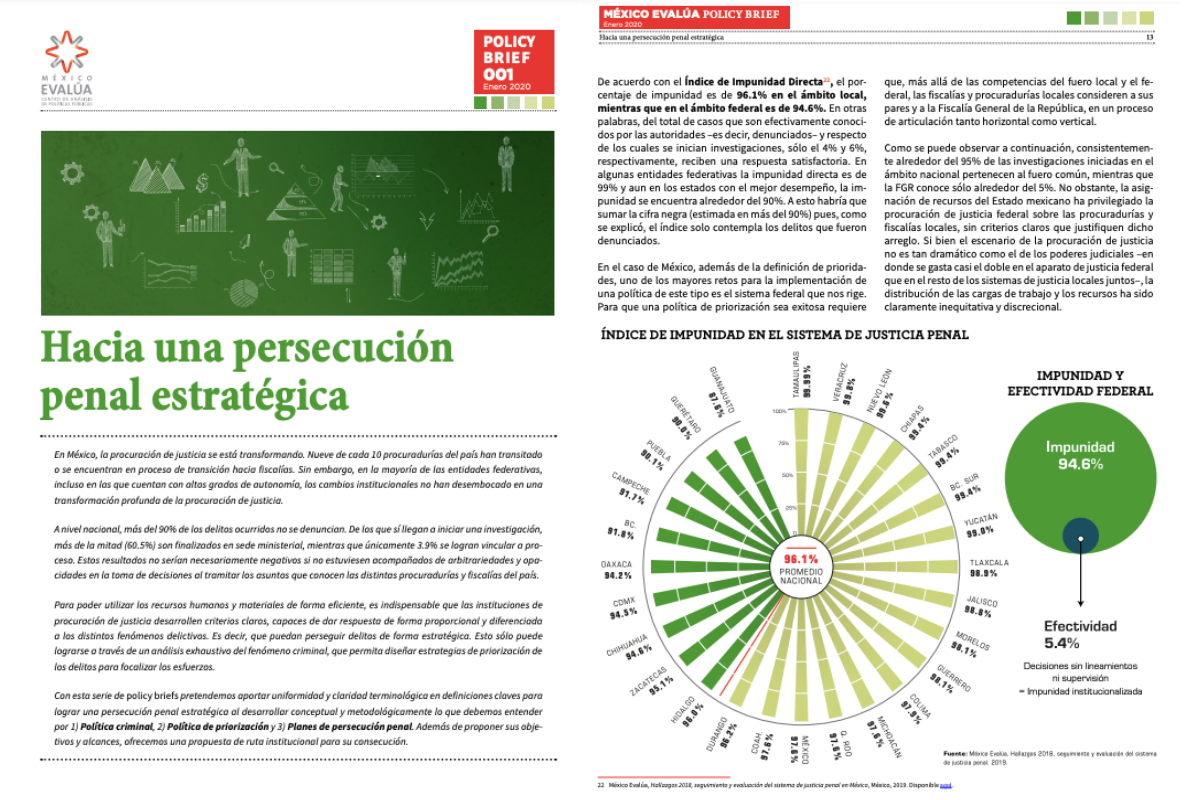 MÉXICO
EVALÚA
CENTRO DE ANÁLISIS
DE POLÍTICAS PÚBLICAS
POLICY
BRIEF
001
Enero 2020
Hacia una persecución
penal estratégica
En México, la procuración de justicia se está transformando. Nueve de cada 10 procuradurías del país han transitado
o se encuentran en proceso de transición hacia fiscalías. Sin embargo, en la mayoría de las entidades federativas,
incluso en las que cuentan con altos grados de autonomía, los cambios institucionales no han desembocado en una
transformación profunda de la procuración de justicia.
A nivel nacional, más del 90% de los delitos ocurridos no se denuncian. De los que sí llegan a iniciar una investigación,
más de la mitad (60.5%) son finalizados en sede ministerial, mientras que únicamente 3.9% se logran vincular a pro-
ceso. Estos resultados no serían necesariamente negativos si no estuviesen acompañados de arbitrariedades y opa-
cidades en la toma de decisiones al tramitar los asuntos que conocen las distintas procuradurías y fiscalías del país.
Para poder utilizar los recursos humanos y materiales de forma eficiente, es indispensable que las instituciones de
procuración de justicia desarrollen criterios claros, capaces de dar respuesta de forma proporcional y diferenciada
a los distintos fenómenos delictivos. Es decir, que puedan perseguir delitos de forma estratégica. Esto sólo puede
lograrse a través de un análisis exhaustivo del fenómeno criminal, que permita diseñar estrategias de priorización de
los delitos para focalizar los esfuerzos.
Con esta serie de policy briefs pretendemos aportar uniformidad y claridad terminológica en definiciones claves para
lograr una persecución penal estratégica al desarrollar conceptual y metodológicamente lo que debemos entender
por 1) Política criminal, 2) Política de priorización y 3) Planes de persecución penal. Además de proponer sus obje-
tivos y alcances, ofrecemos una propuesta de ruta institucional para su consecución.
MÉXICO EVALÚA POLICY BRIEF
Enero 2020
Hacia una persecución penal estratégica 13
De acuerdo con el Índice de Impunidad Directa22, el por-
centaje de impunidad es de 96.1% en el ámbito local,
mientras que en el ámbito federal es de 94.6%. En otras
palabras, del total de casos que son efectivamente conoci-
dos por las autoridades –es decir, denunciados– y respecto
de los cuales se inician investigaciones, sólo el 4% y 6%,
respectivamente, reciben una respuesta satisfactoria. En
algunas entidades federativas la impunidad directa es de
99% y aun en los estados con el mejor desempeño, la im-
punidad se encuentra alrededor del 90%. A esto habría que
sumar la cifra negra (estimada en más del 90%) pues, como
se explicó, el índice solo contempla los delitos que fueron
denunciados.
En el caso de México, además de la definición de priorida-
des, uno de los mayores retos para la implementación de
una política de este tipo es el sistema federal que nos rige.
Para que una política de priorización sea exitosa requiere
que, más allá de las competencias del fuero local y el fe-
deral, las fiscalías y procuradurías locales consideren a sus
pares y a la Fiscalía General de la República, en un proceso
de articulación tanto horizontal como vertical.
Como se puede observar a continuación, consistentemen-
te alrededor del 95% de las investigaciones iniciadas en el
ámbito nacional pertenecen al fuero común, mientras que
la FGR conoce sólo alrededor del 5%. No obstante, la asig-
nación de recursos del Estado mexicano ha privilegiado la
procuración de justicia federal sobre las procuradurías y
fiscalías locales, sin criterios claros que justifiquen dicho
arreglo. Si bien el escenario de la procuración de justicia
no es tan dramático como el de los poderes judiciales –en
donde se gasta casi el doble en el aparato de justicia federal
que en el resto de los sistemas de justicia locales juntos–, la
distribución de las cargas de trabajo y los recursos ha sido
claramente inequitativa y discrecional.
ÍNDICE DE IMPUNIDAD EN EL SISTEMA DE JUSTICIA PENAL
100%
75%
50%
25%
0
96.1%
PROMEDIO
NACIONAL
TAMAULIPAS
99.99%
VERACRUZ
99.8%
NUEVO LEÓN
99.6%
CHIAPAS
99.4%
TABASCO
99.4%
BC. SUR
99.4%
YUCATÁN
99.0%
TLAXCALA
98.9%
JALISCO
98.8%
MORELOS
98.1%
GUERRERO
98.1%
COLIMA
97.9%
MICHOACÁN
97.6%
Q. ROO
97.6%
MÉXICO
97.6%
COAH.
97.6%
DURANGO
96.2%
HIDALGO
96.0%
ZACATECAS
95.1%
CHIHUAHUA
94.6%
CDMX
94.5%
OAXACA
94.2%
BC.
91.8%
CAMPECHE
91.7%
PUEBLA
90.1%
QUERÉTARO
90.0%
GUANAJUATO
87.6%
IMPUNIDAD Y
EFECTIVIDAD FEDERAL
Impunidad
94.6%
Efectividad
5.4%
Decisiones sin lineamientos
ni supervisión
= Impunidad institucionalizada
Fuente: México Evalúa, Hallazgos 2018, seguimiento y evaluación del sistema
de justicia penal. 2019.
22 México Evalúa, Hallazgos 2018, seguimiento y evaluación del sistema de justicia penal en México, México, 2019. Disponible aquí.